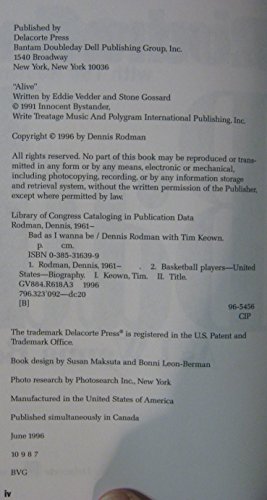 Published by
Delacorte Press
Bantam Doubleday Dell Publishing Group, Inc.
1540 Broadway
New York, New York 10036
"Alive"
Written by Eddie Vedder and Stone Gossard
© 1991 Innocent Bystander,
Write Treatage Music And Polygram International Publishing, Inc.
Copyright © 1996 by Dennis Rodman
All rights reserved. No part of this book may be reproduced or trans-
mitted in any form or by any means, electronic or mechanical,
including photocopying, recording, or by any information storage
and retrieval system, without the written permission of the Publisher,
except where permitted by law.
Library of Congress Cataloging in Publication Data
Rodman, Dennis, 1961–
Bad as I wanna be / Dennis Rodman with Tim Keown.
p. cm.
ISBN 0-385-31639-9
1. Rodman, Dennis, 1961– . 2. Basketball players—United
States—Biography. I. Keown, Tim. II. Title.
GV884.R618A3 1996
796.323'092—dc20
[B] 96-5456
CIP
The trademark Delacorte Press® is registered in the U.S. Patent and
Trademark Office.
Book design by Susan Maksuta and Bonni Leon-Berman
Photo research by Photosearch Inc., New York
Manufactured in the United States of America
Published simultaneously in Canada
June 1996
10 9 8 7
BVG
iv